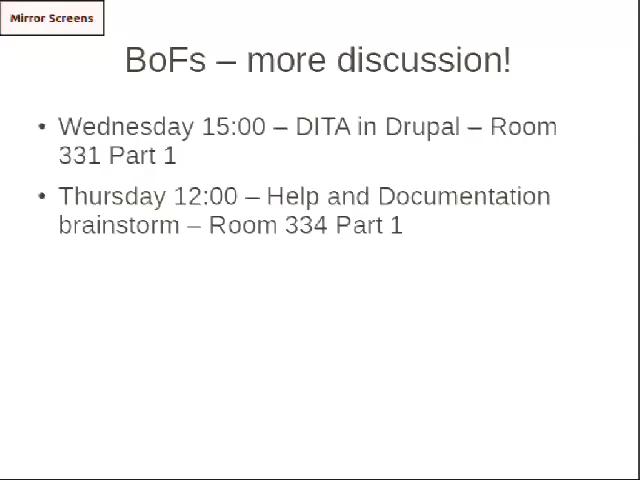 Mirror Screens
BoFs – more discussion!
• Wednesday 15:00 – DITA in Drupal – Room
331 Part 1
• Thursday 12:00 – Help and Documentation
brainstorm – Room 334 Part 1